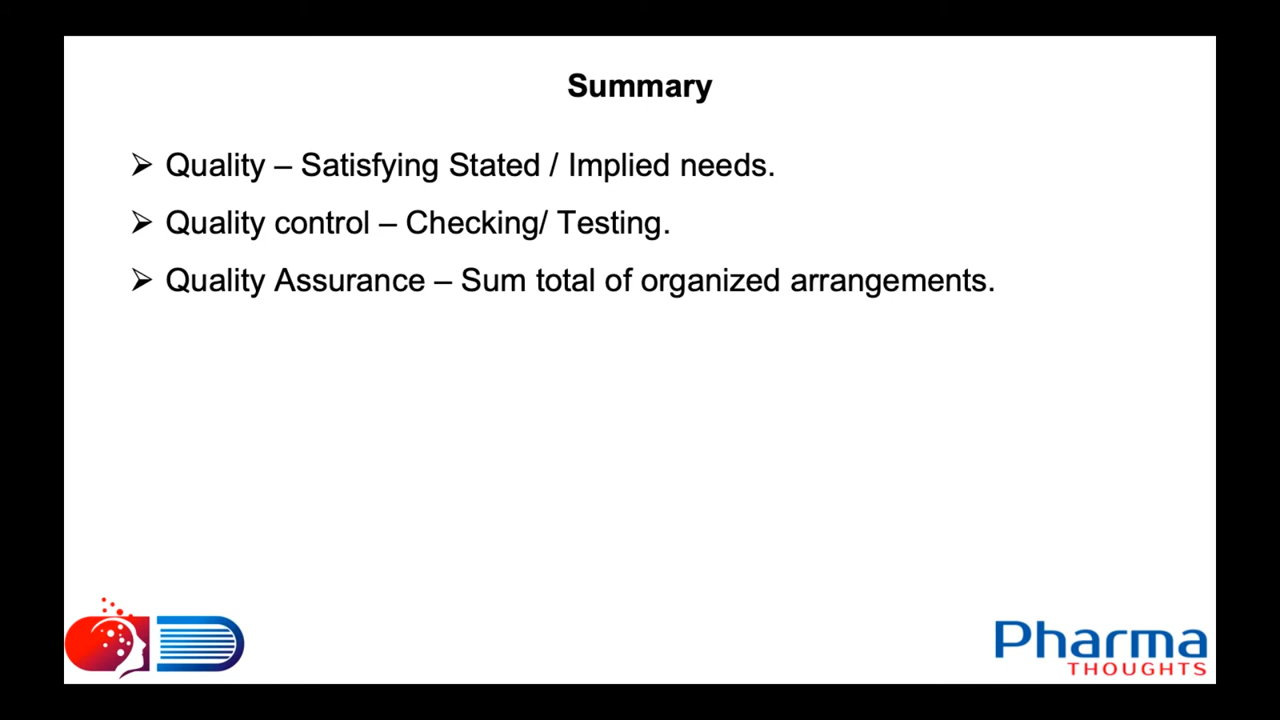 Summary
➢ Quality – Satisfying Stated / Implied needs.
➢ Quality control – Checking/ Testing.
➢ Quality Assurance – Sum total of organized arrangements.
Pharma
THOUGHTS